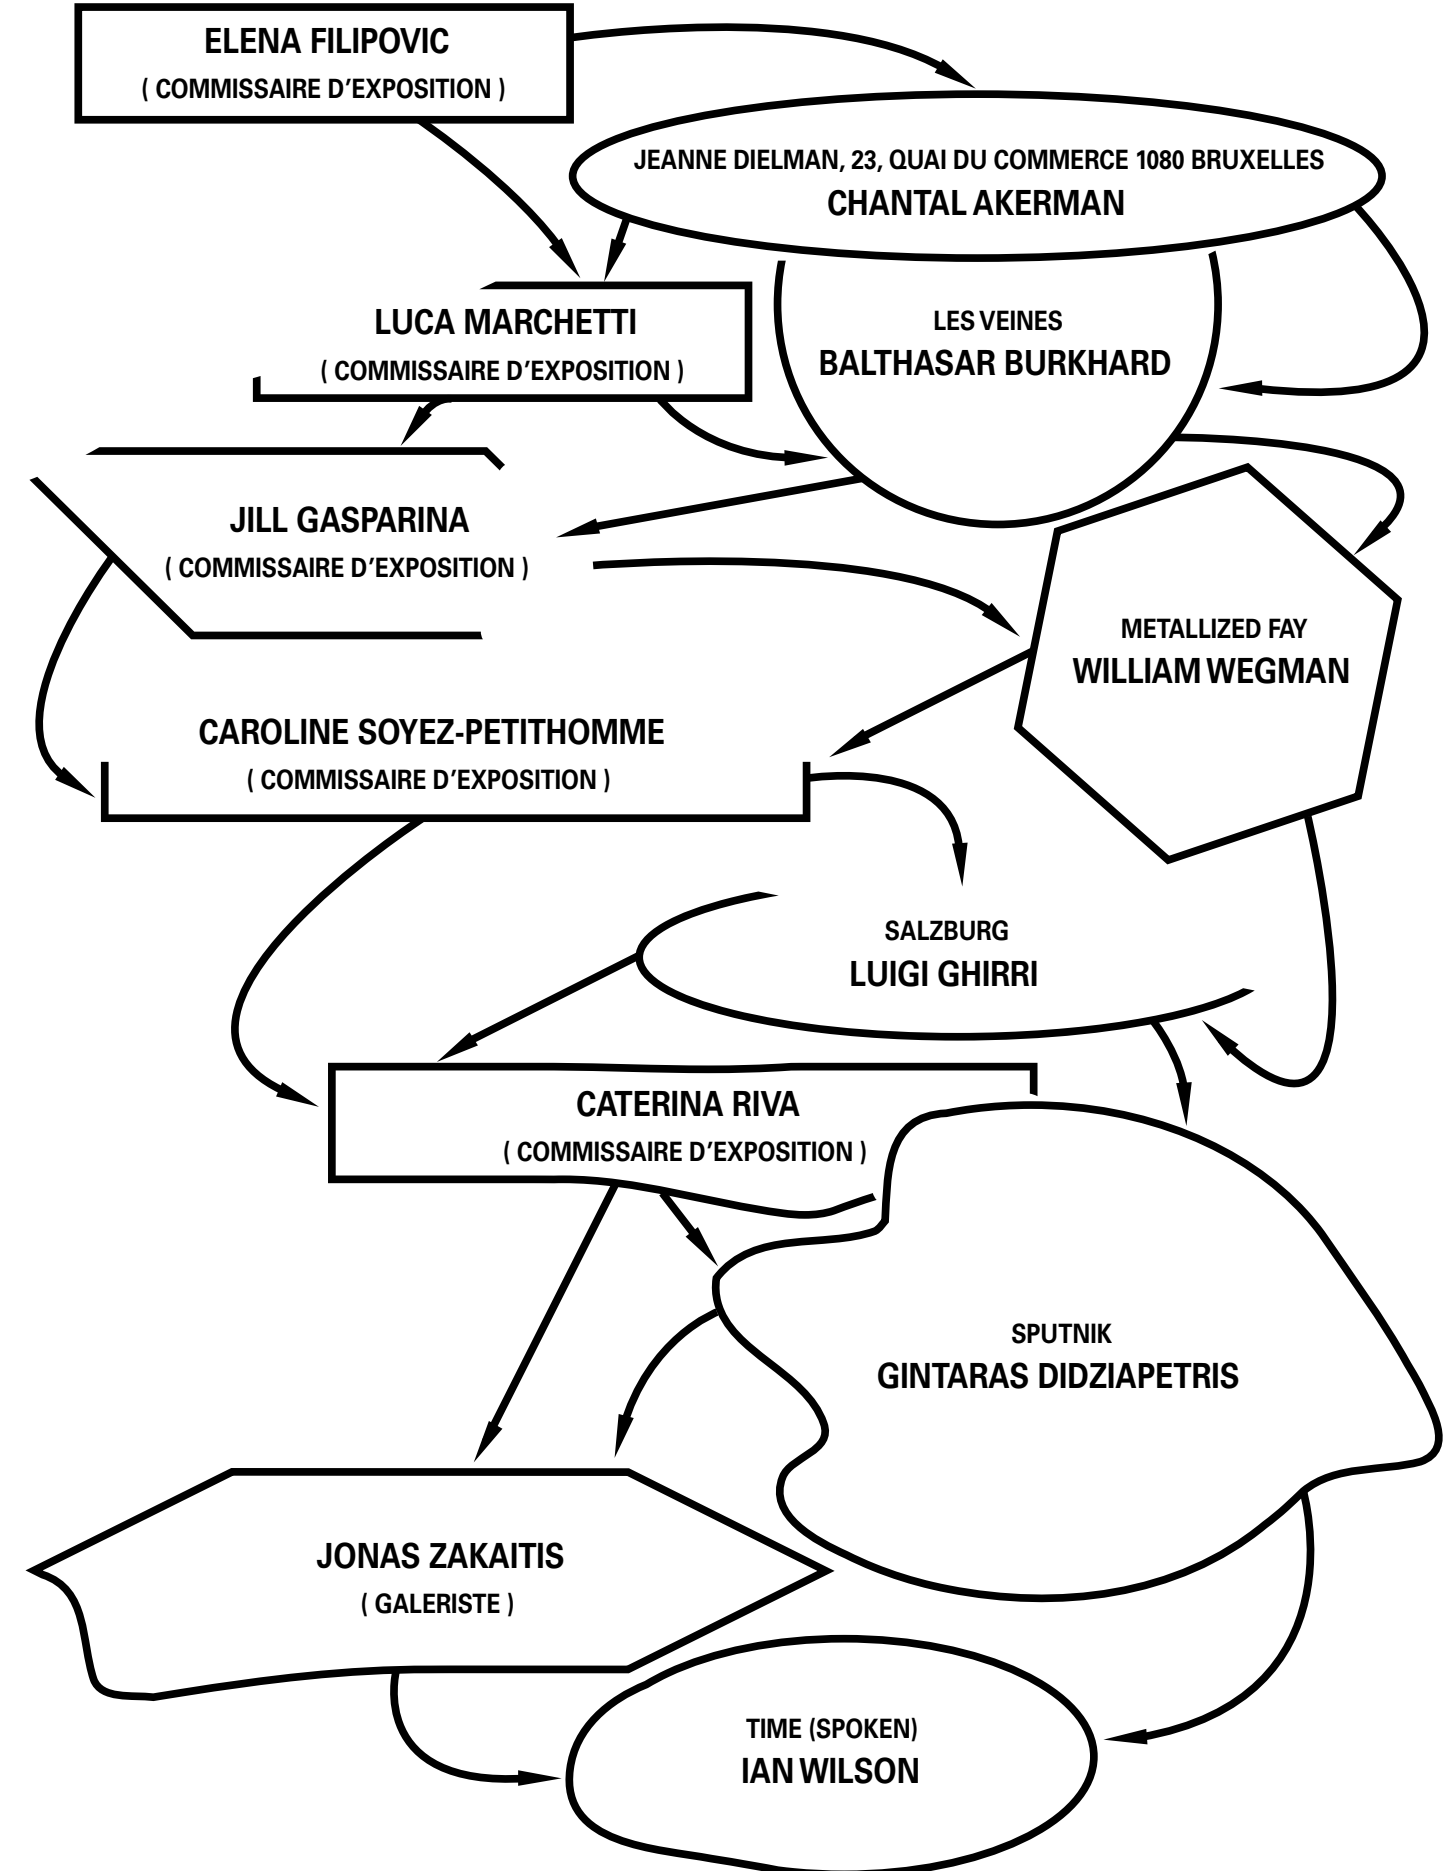 ELENA FILIPOVIC
( COMMISSAIRE D'EXPOSITION )
JEANNE DIELMAN, 23, QUAI DU COMMERCE 1080 BRUXELLES
CHANTAL AKERMAN
LUCA MARCHETTI
( COMMISSAIRE D'EXPOSITION )
LES VEINES
BALTHASAR BURKHARD
JILL GASPARINA
( COMMISSAIRE D'EXPOSITION )
METALLIZED FAY
WILLIAM WEGMAN
CAROLINE SOYEZ-PETITHOMME
( COMMISSAIRE D'EXPOSITION )
SALZBURG
LUIGI GHIRRI
CATERINA RIVA
( COMMISSAIRE D'EXPOSITION )
SPUTNIK
GINTARAS DIDZIAPETRIS
JONAS ZAKAITIS
( GALERISTE )
TIME (SPOKEN)
IAN WILSON